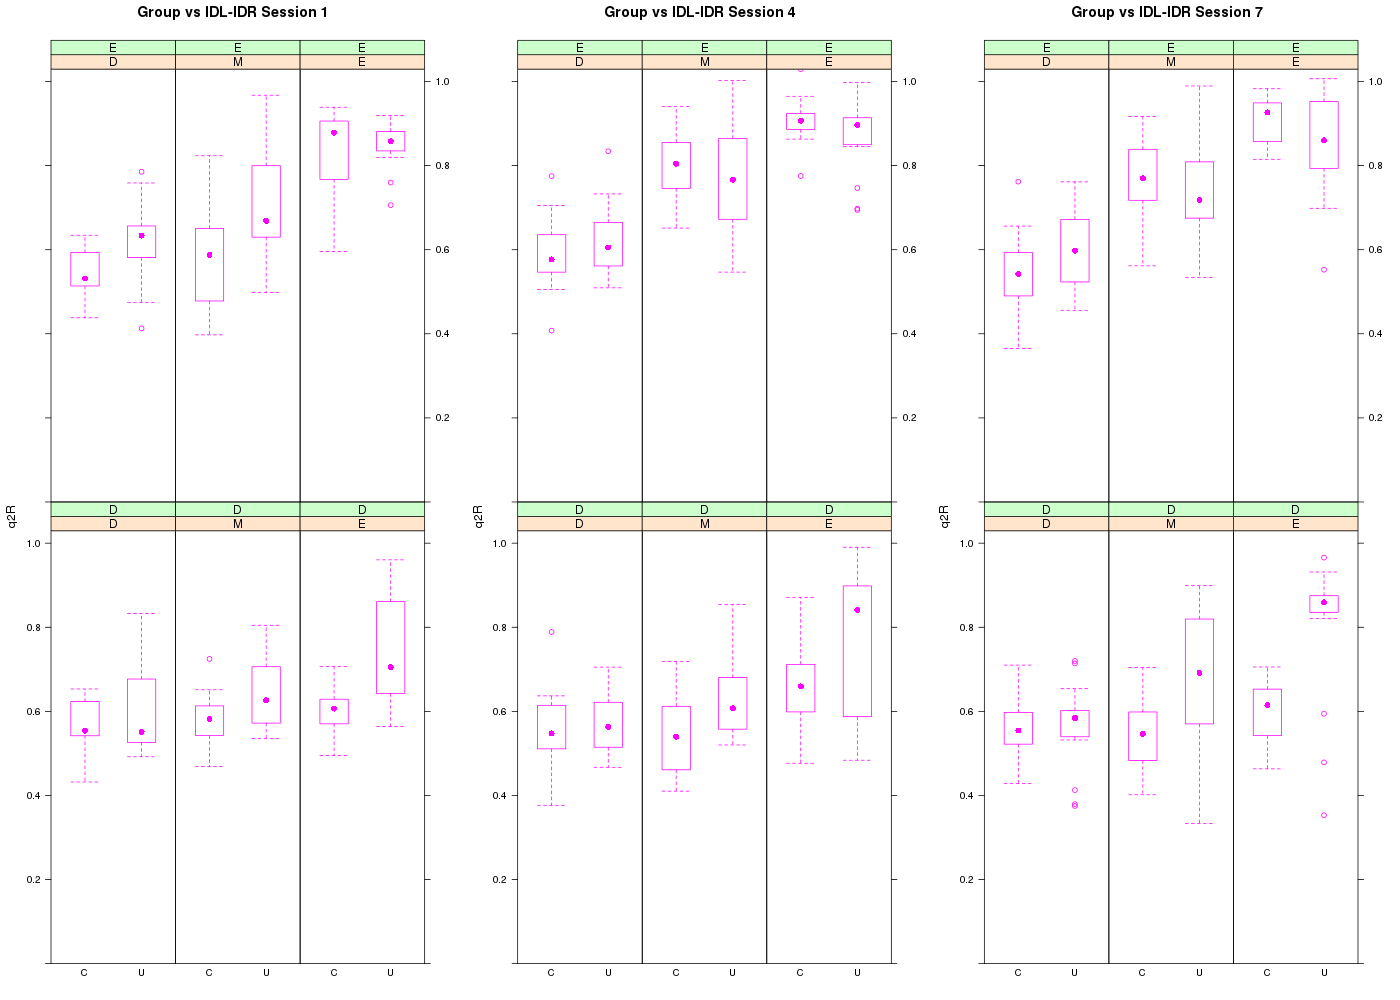 Group vs IDL-IDR Session 1 Group vs IDL-IDR Session 4 Group vs IDL-IDR Session 7
E E E E E E E E E
D M E D M E D M E
1.0 1.0 1.0
0.8 0.8 0.8
0.6 0.6 0.6
0.4 0.4 0.4
0.2 0.2 0.2
q2R q2R q2R
D D D D D D D D D
D M E D M E D M E
1.0 1.0 1.0
0.8 0.8 0.8
0.6 0.6 0.6
0.4 0.4 0.4
0.2 0.2 0.2
C U C U C U C U C U C U C U C U C U